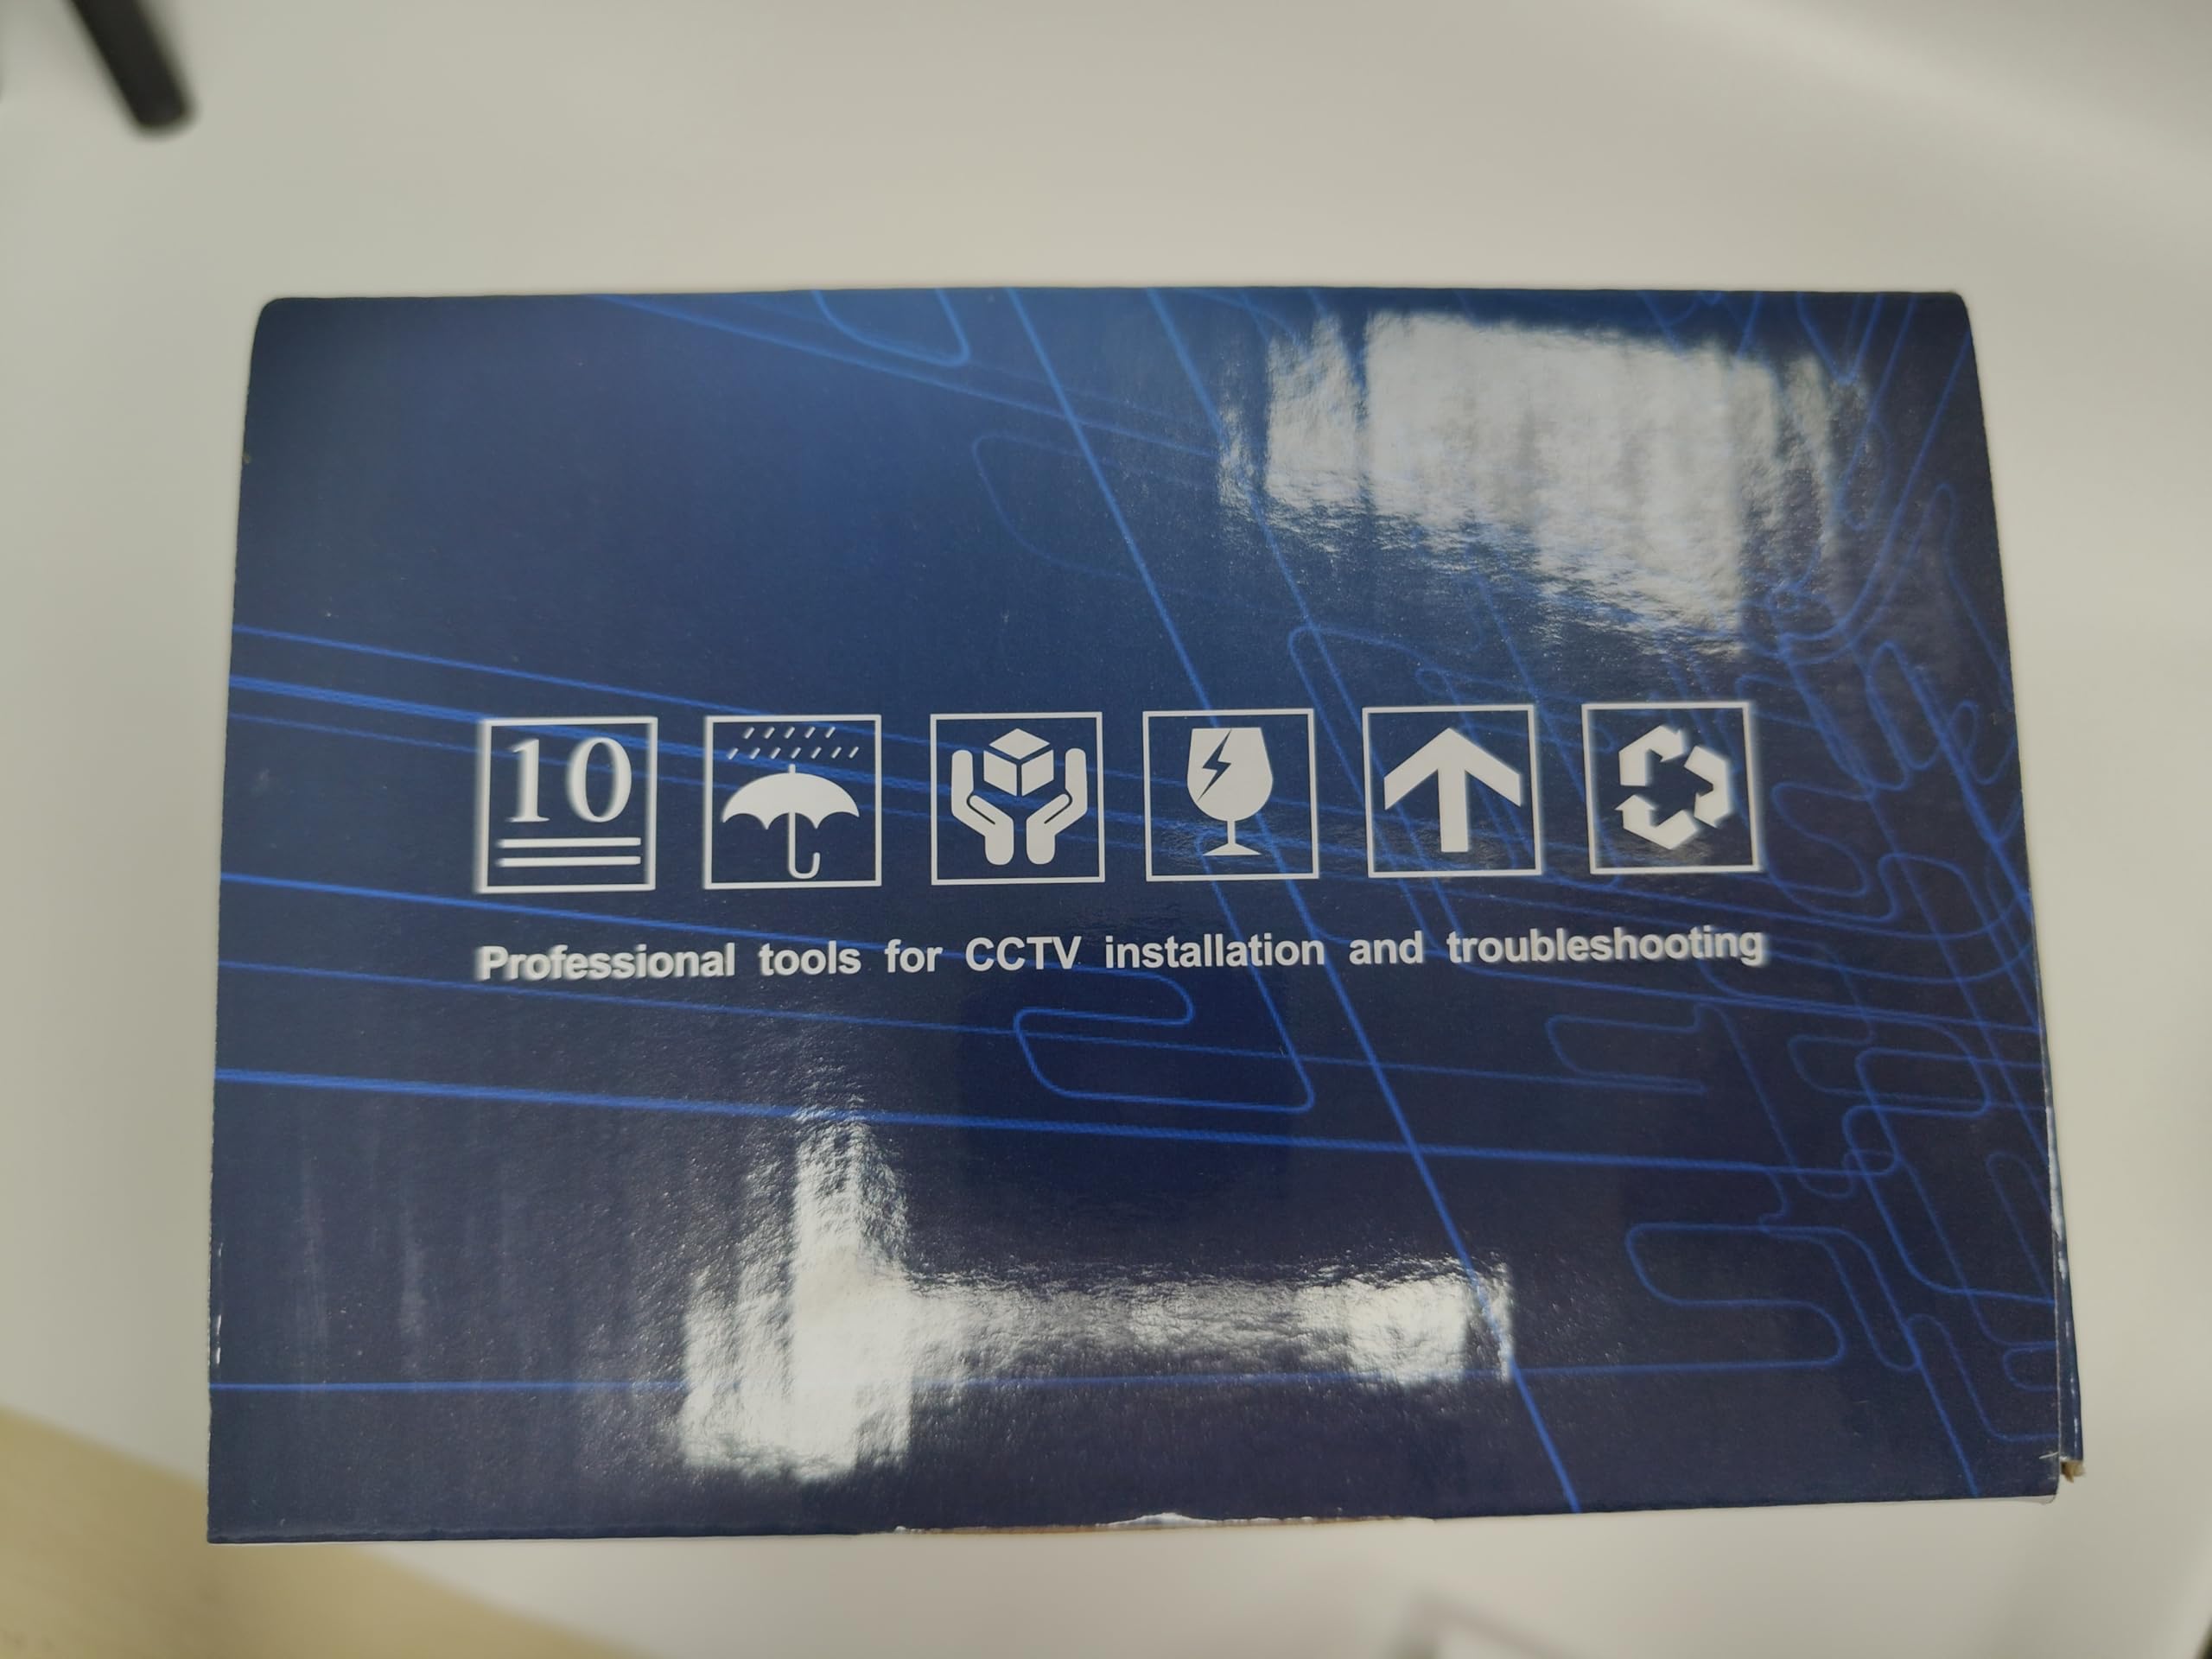 10
Professional tools for CCTV installation and troubleshooting